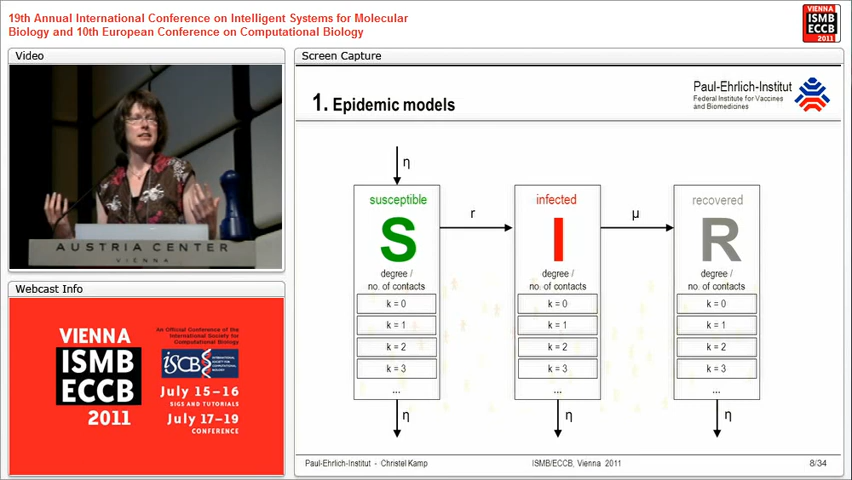 19th Annual International Conference on Intelligent Systems for Molecular
Biology and 10th European Conference on Computational Biology
VIENNA
ISMB
ECCB
2011
Video
AUSTRIA CENTER
VIENNA
Webcast Info
VIENNA
ISMB
ECCB
2011
An Official Conference of the
International Society for
Computational Biology
ISCB
INTERNATIONAL
SOCIETY FOR
COMPUTATIONAL
BIOLOGY
July 15–16
SIGS AND TUTORIALS
July 17–19
CONFERENCE
Screen Capture
1. Epidemic models
Paul-Ehrlich-Institut
Federal Institute for Vaccines
and Biomedicines
η
susceptible
S
degree /
no. of contacts
k = 0
k = 1
k = 2
k = 3
...
η
r
infected
I
degree /
no. of contacts
k = 0
k = 1
k = 2
k = 3
...
η
μ
recovered
R
degree /
no. of contacts
k = 0
k = 1
k = 2
k = 3
...
η
Paul-Ehrlich-Institut - Christel Kamp
ISMB/ECCB, Vienna 2011
8/34